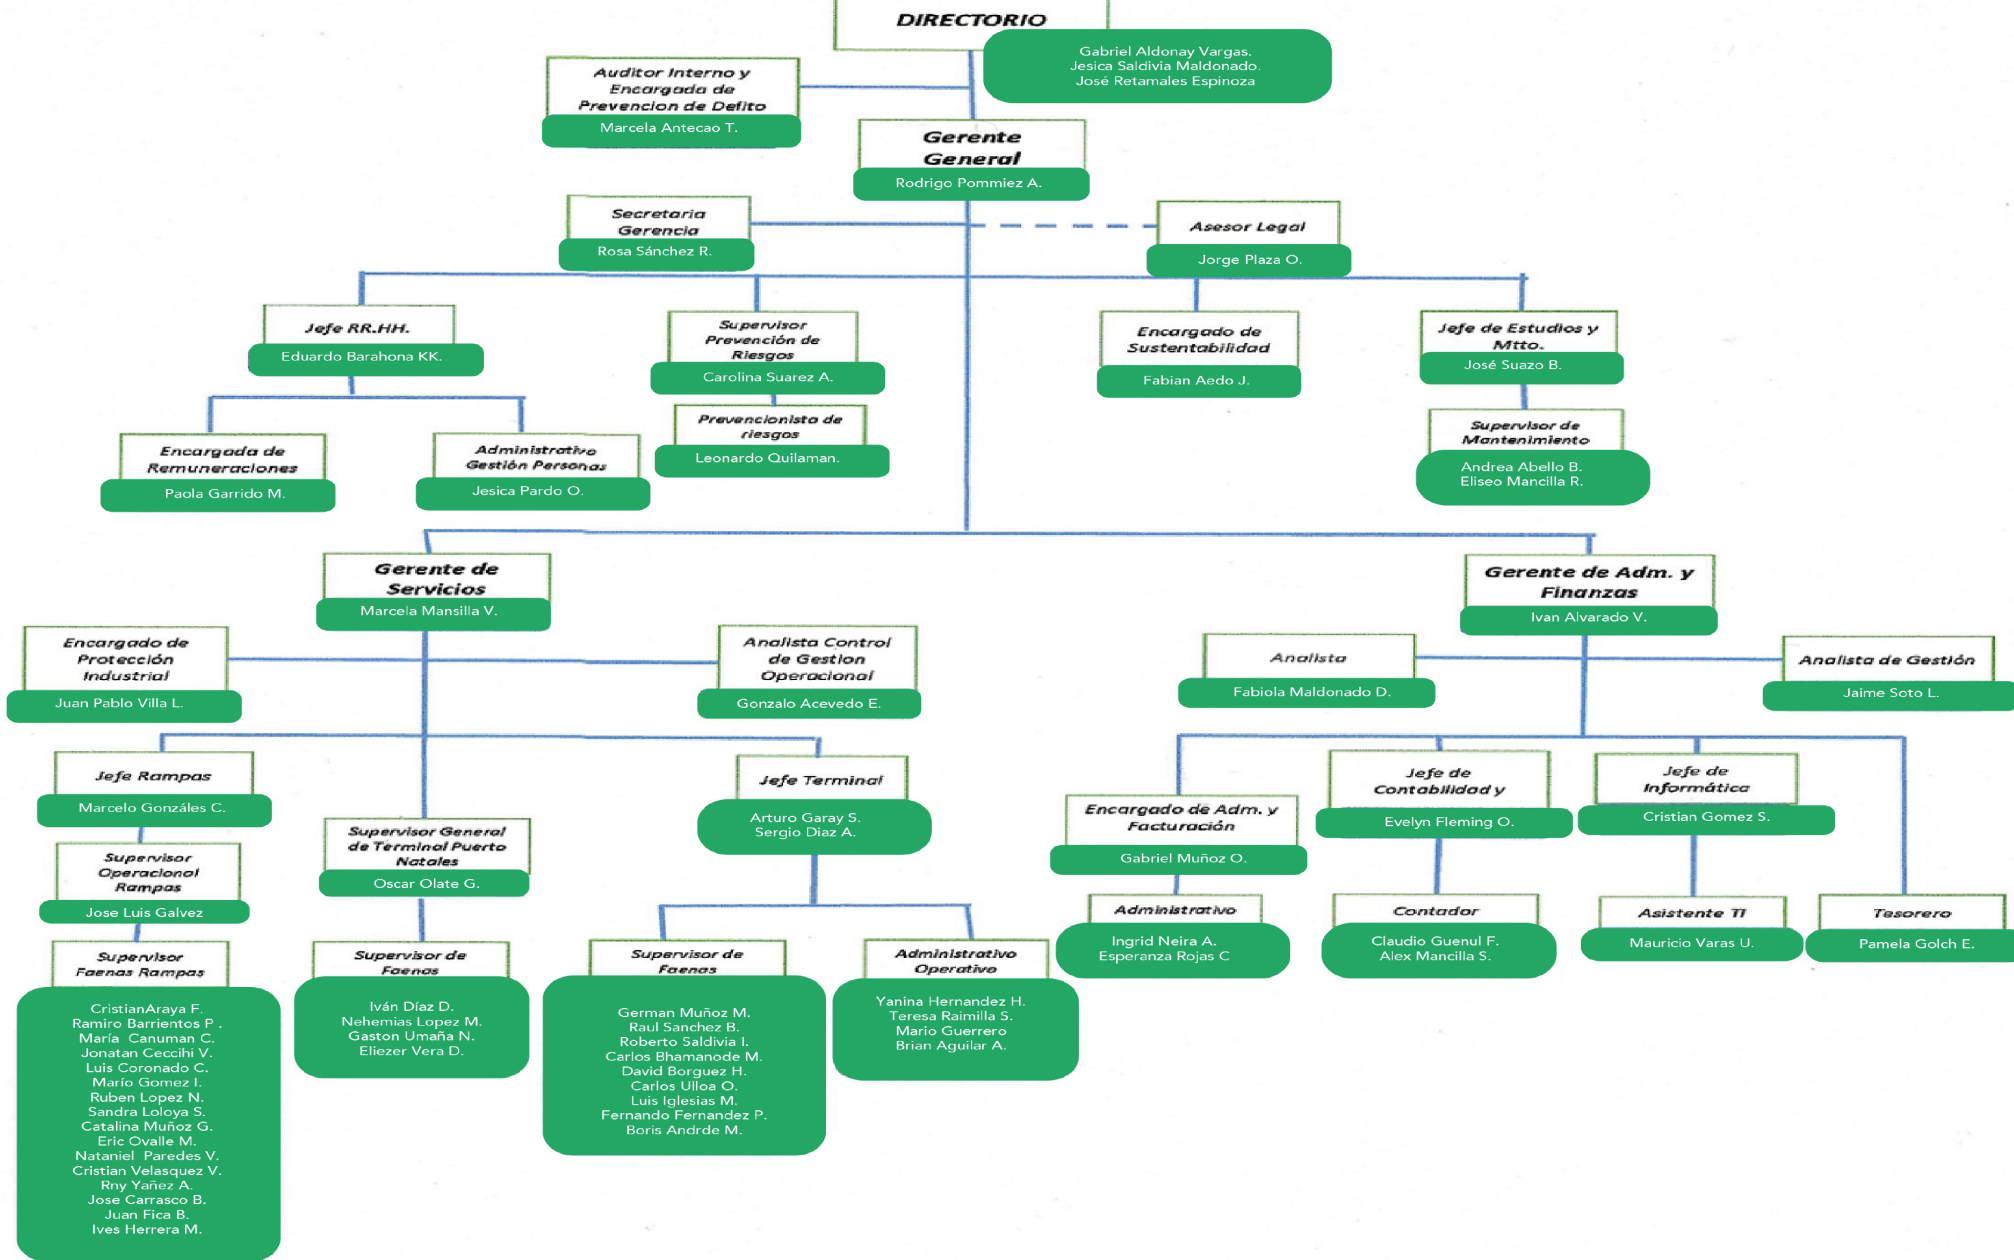 DIRECTORIO
Gabriel Aldonay Vargas.
Jesica Saldivia Maldonado.
José Retamales Espinoza
Auditor Interno y
Encargada de
Prevencion de Defito
Marcela Antecao T.
Gerente
General
Rodrigo Pommiez A.
Secretaria
Gerencia
Rosa Sánchez R.
Asesor Legal
Jorge Plaza O.
Jefe RR.HH.
Eduardo Barahona KK.
Supervisor
Prevención de
Riesgos
Carolina Suarez A.
Encargado de
Sustentabilidad
Fabian Aedo J.
Jefe de Estudios y
Mtto.
José Suazo B.
Encargada de
Remuneraciones
Paola Garrido M.
Administrativo
Gestión Personas
Jesica Pardo O.
Prevencionista de
riesgos
Leonardo Quilaman.
Supervisor de
Mantenimiento
Andrea Abello B.
Eliseo Mancilla R.
Gerente de
Servicios
Marcela Mansilla V.
Gerente de Adm. y
Finanzas
Ivan Alvarado V.
Encargado de
Protección
Industrial
Juan Pablo Villa L.
Analista Control
de Gestion
Operacional
Gonzalo Acevedo E.
Analista
Fabiola Maldonado D.
Analista de Gestión
Jaime Soto L.
Jefe Rampas
Marcelo Gonzáles C.
Supervisor General
de Terminal Puerto
Natales
Oscar Olate G.
Jefe Terminal
Arturo Garay S.
Sergio Diaz A.
Encargado de Adm. y
Facturación
Gabriel Muñoz O.
Jefe de
Contabilidad y
Evelyn Fleming O.
Jefe de
Informática
Cristian Gomez S.
Supervisor
Operacional
Rampas
Jose Luis Galvez
Administrativo
Ingrid Neira A.
Esperanza Rojas C
Contador
Claudio Guenul F.
Alex Mancilla S.
Asistente TI
Mauricio Varas U.
Tesorero
Pamela Golch E.
Supervisor
Faenas Rampas
CristianAraya F.
Ramiro Barrientos P .
María  Canuman C.
Jonatan Ceccihi V.
Luis Coronado C.
Marío Gomez I.
Ruben Lopez N.
Sandra Loloya S.
Catalina Muñoz G.
Eric Ovalle M.
Nataniel  Paredes V.
Cristian Velasquez V.
Rny Yañez A.
Jose Carrasco B.
Juan Fica B.
Ives Herrera M.
Supervisor de
Faenas
Iván Díaz D.
Nehemias Lopez M.
Gaston Umaña N.
Eliezer Vera D.
Supervisor de
Faenas
German Muñoz M.
Raul Sanchez B.
Roberto Saldivia I.
Carlos Bhamanode M.
David Borguez H.
Carlos Ulloa O.
Luis Iglesias M.
Fernando Fernandez P.
Boris Andrde M.
Administrativo
Operativo
Yanina Hernandez H.
Teresa Raimilla S.
Mario Guerrero
Brian Aguilar A.